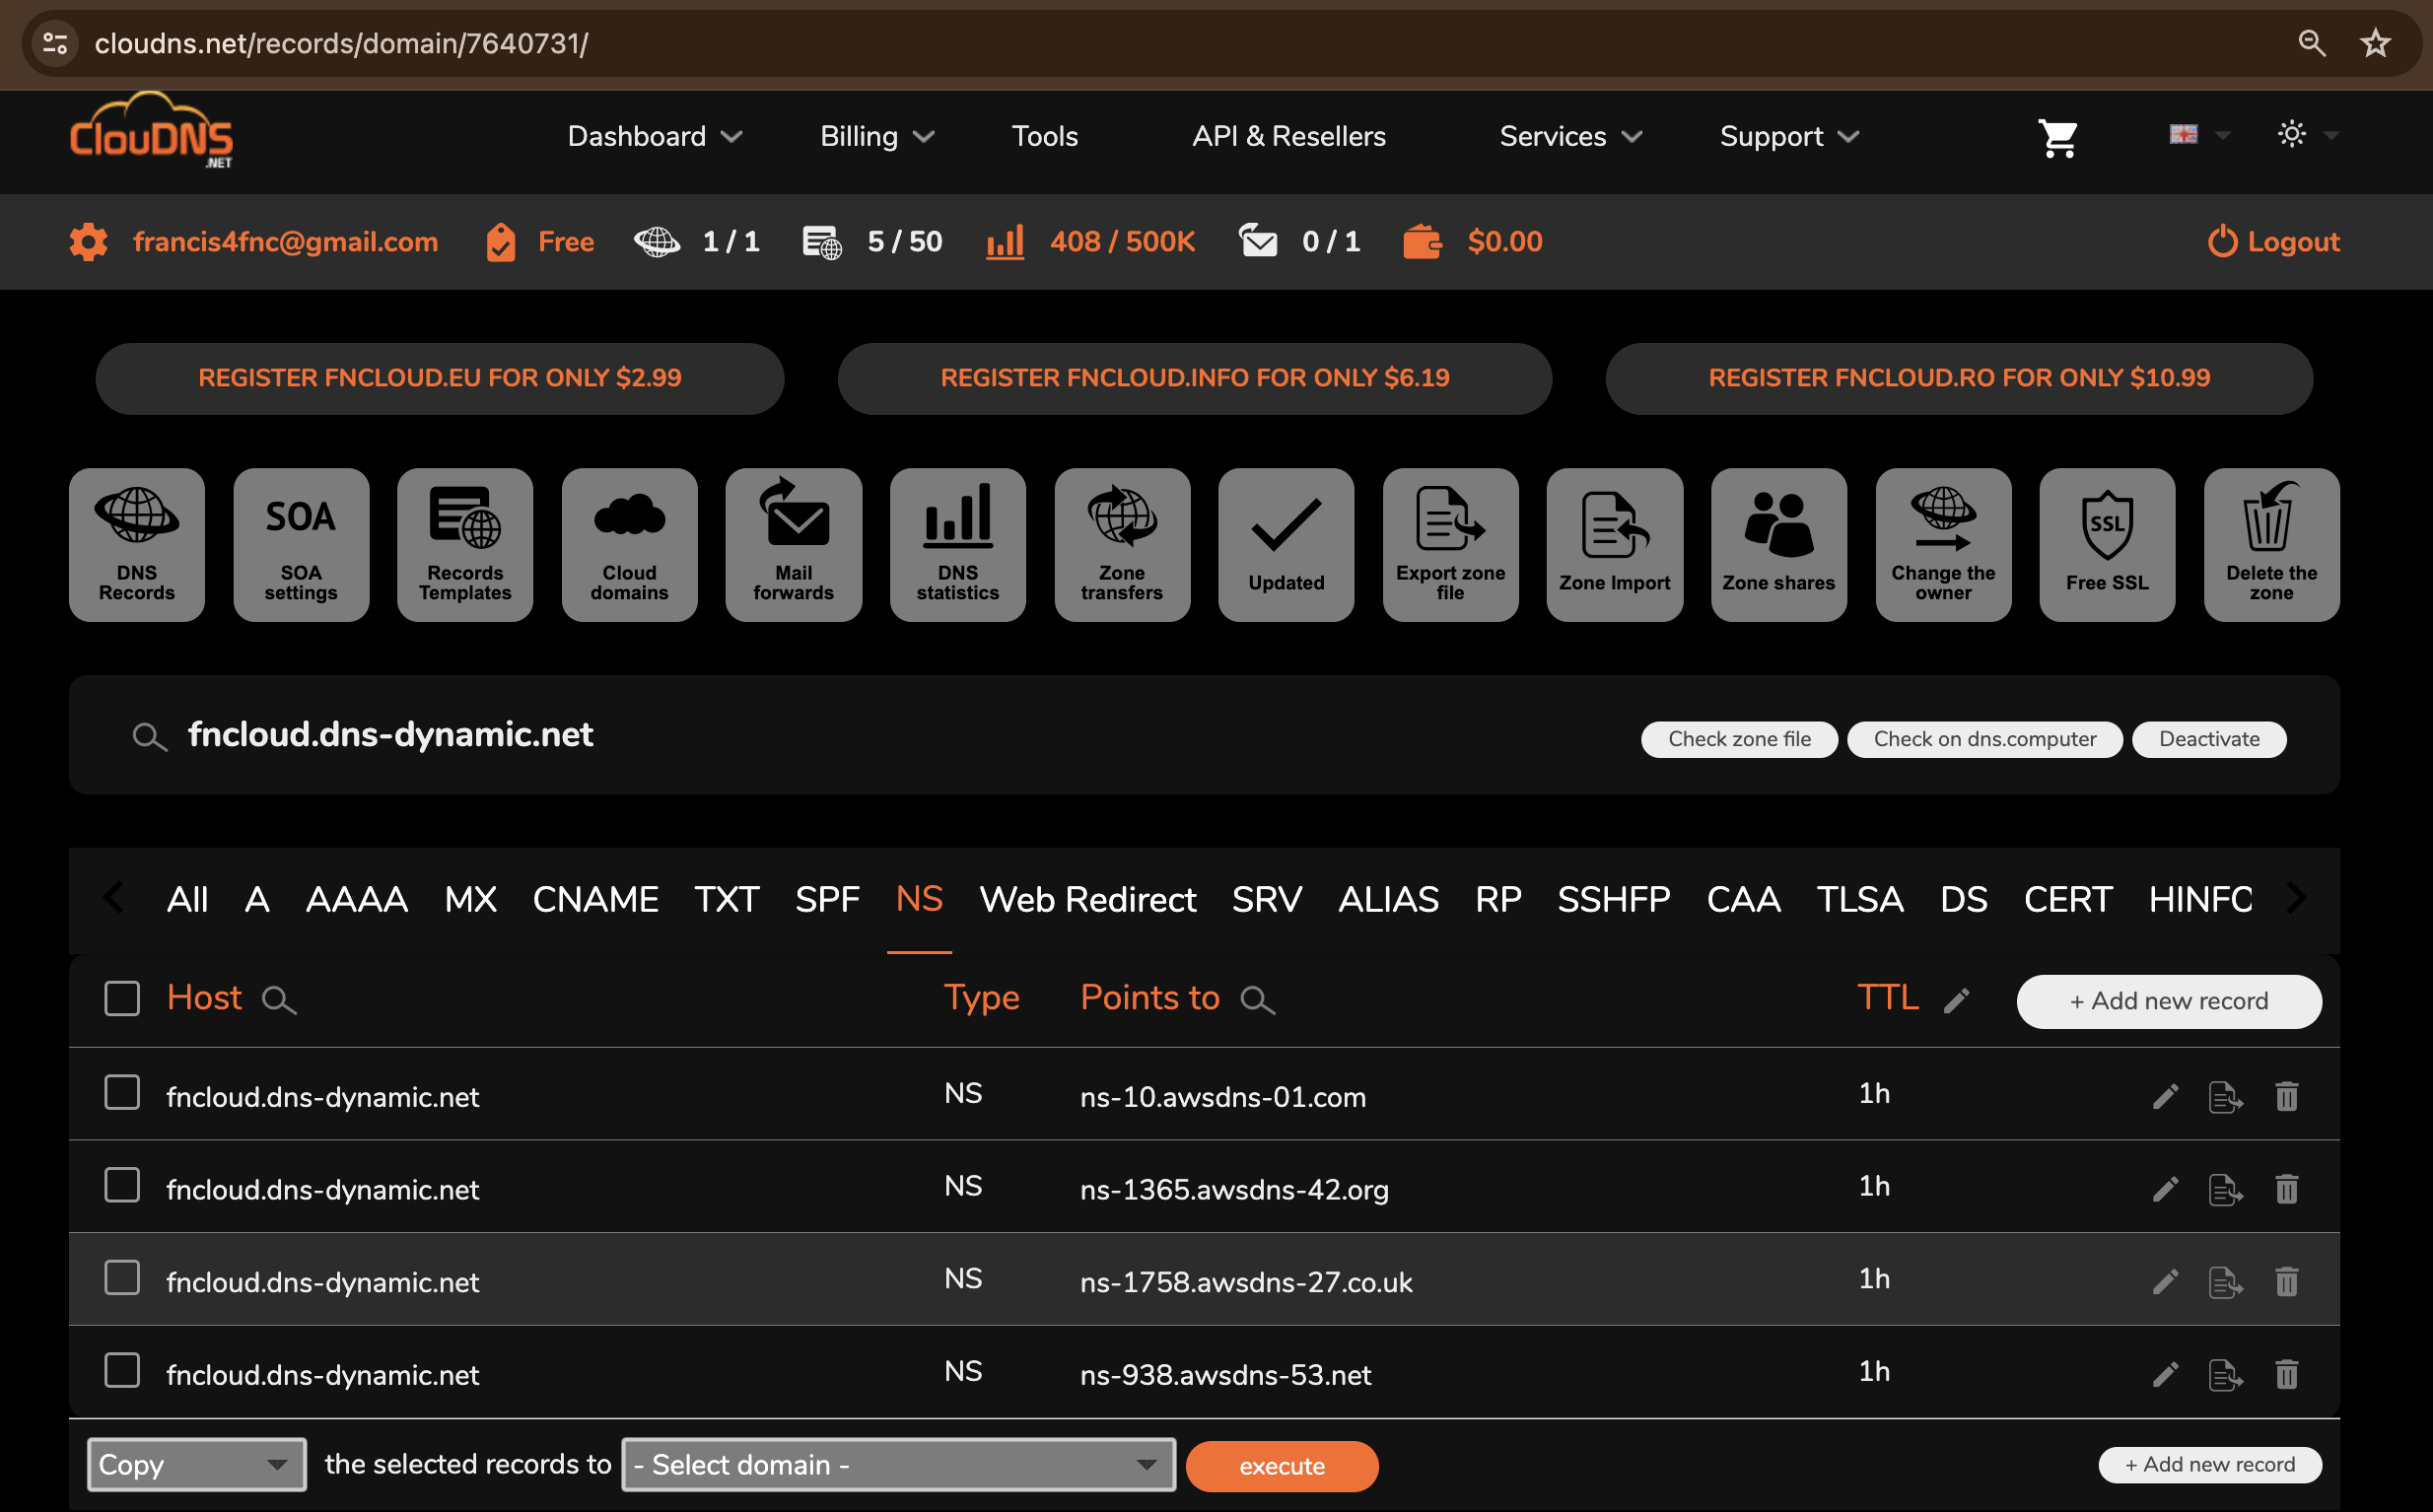 cloudns.net/records/domain/7640731/
ClouDNS
.NET
Dashboard Billing Tools API & Resellers Services Support
francis4fnc@gmail.com Free 1 / 1 5 / 50 408 / 500K 0 / 1 $0.00 Logout
REGISTER FNCLOUD.EU FOR ONLY $2.99 REGISTER FNCLOUD.INFO FOR ONLY $6.19 REGISTER FNCLOUD.RO FOR ONLY $10.99
DNS Records
SOA
SOA settings
Records Templates
Cloud domains
Mail forwards
DNS statistics
Zone transfers
Updated
Export zone file
Zone Import
Zone shares
Change the owner
SSL
Free SSL
Delete the zone
fncloud.dns-dynamic.net Check zone file Check on dns.computer Deactivate
All A AAAA MX CNAME TXT SPF NS Web Redirect SRV ALIAS RP SSHFP CAA TLSA DS CERT HINFO
Host Type Points to TTL + Add new record
fncloud.dns-dynamic.net NS ns-10.awsdns-01.com 1h
fncloud.dns-dynamic.net NS ns-1365.awsdns-42.org 1h
fncloud.dns-dynamic.net NS ns-1758.awsdns-27.co.uk 1h
fncloud.dns-dynamic.net NS ns-938.awsdns-53.net 1h
Copy the selected records to - Select domain - execute + Add new record